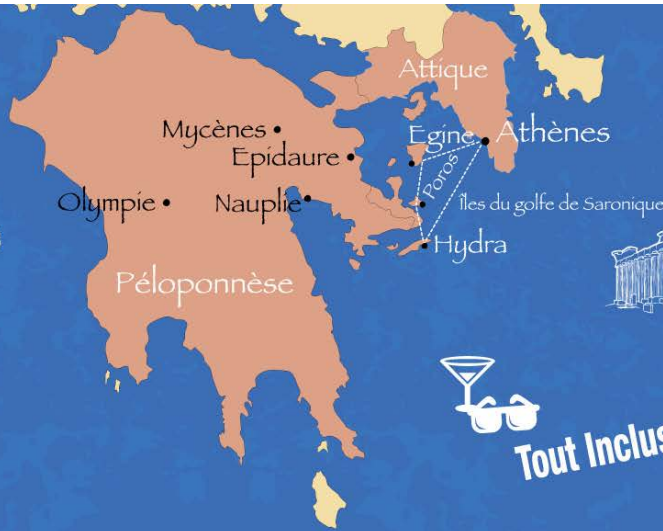 Attique
Mycènes
Egine
Athènes
Epidaure
Poros
Olympie
Nauplie
Îles du golfe de Saronique
Hydra
Péloponnèse
Tout Inclus